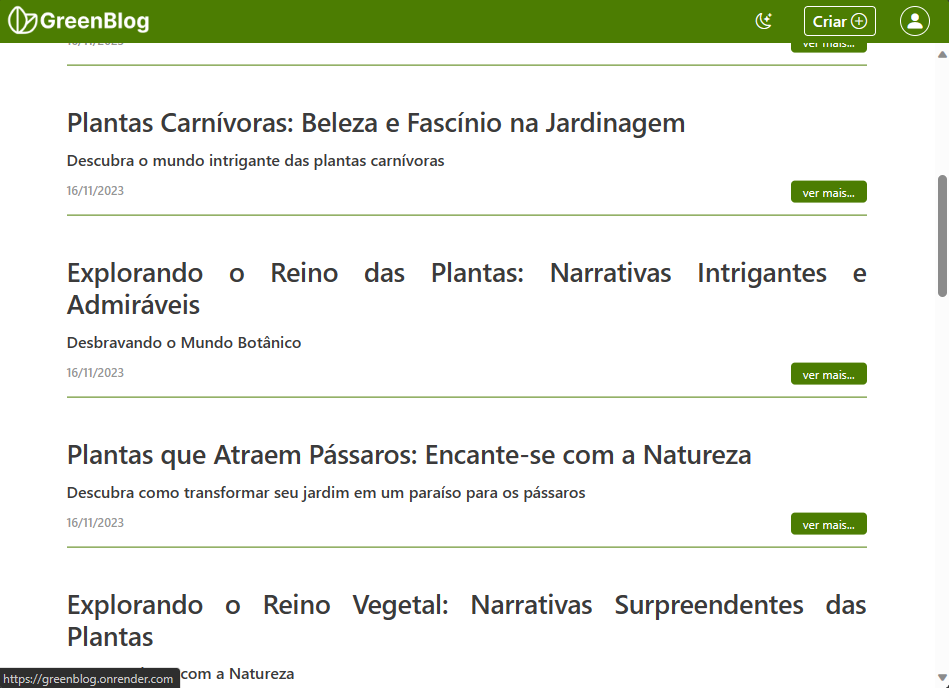 GreenBlog
Criar
16/11/2023
ver mais...
Plantas Carnívoras: Beleza e Fascínio na Jardinagem
Descubra o mundo intrigante das plantas carnívoras
16/11/2023
ver mais...
Explorando o Reino das Plantas: Narrativas Intrigantes e
Admiráveis
Desbravando o Mundo Botânico
16/11/2023
ver mais...
Plantas que Atraem Pássaros: Encante-se com a Natureza
Descubra como transformar seu jardim em um paraíso para os pássaros
16/11/2023
ver mais...
Explorando o Reino Vegetal: Narrativas Surpreendentes das
Plantas
com a Natureza
https://greenblog.onrender.com